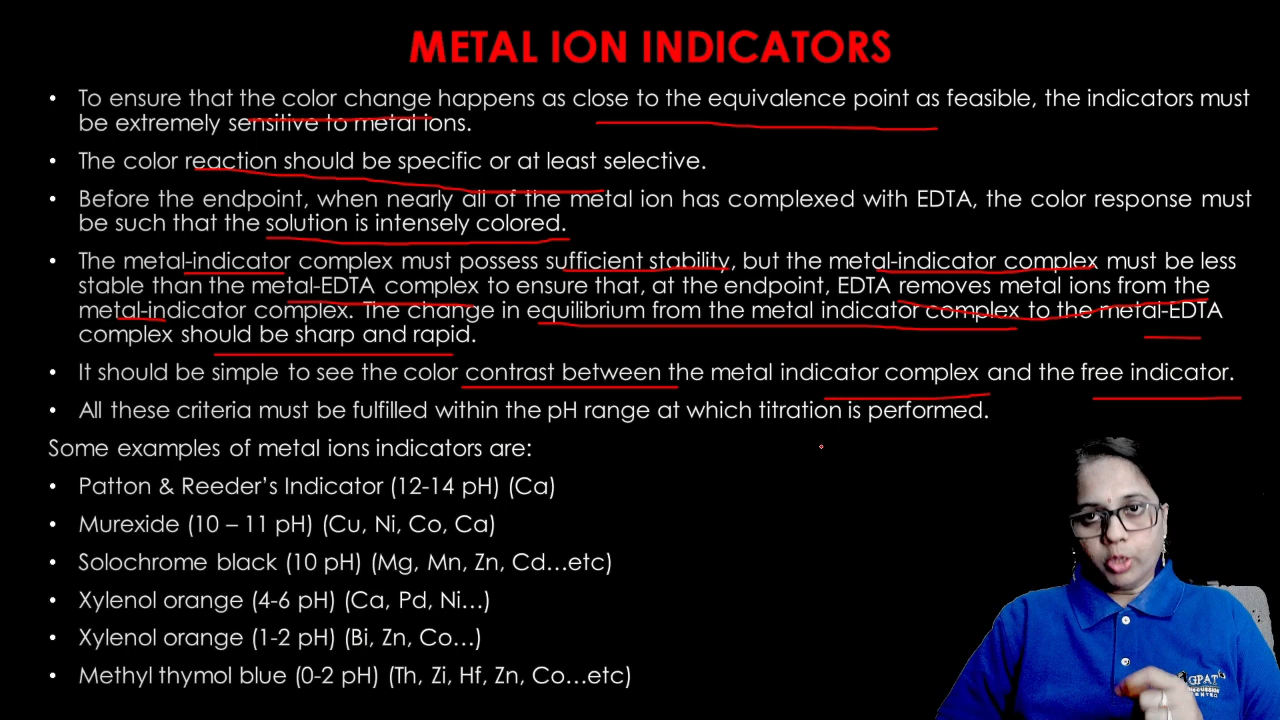 METAL ION INDICATORS
• To ensure that the color change happens as close to the equivalence point as feasible, the indicators must
be extremely sensitive to metal ions.
• The color reaction should be specific or at least selective.
• Before the endpoint, when nearly all of the metal ion has complexed with EDTA, the color response must
be such that the solution is intensely colored.
• The metal-indicator complex must possess sufficient stability, but the metal-indicator complex must be less
stable than the metal-EDTA complex to ensure that, at the endpoint, EDTA removes metal ions from the
metal-indicator complex. The change in equilibrium from the metal indicator complex to the metal-EDTA
complex should be sharp and rapid.
• It should be simple to see the color contrast between the metal indicator complex and the free indicator.
• All these criteria must be fulfilled within the pH range at which titration is performed.
Some examples of metal ions indicators are:
• Patton & Reeder's Indicator (12-14 pH) (Ca)
• Murexide (10 – 11 pH) (Cu, Ni, Co, Ca)
• Solochrome black (10 pH) (Mg, Mn, Zn, Cd...etc)
• Xylenol orange (4-6 pH) (Ca, Pd, Ni...)
• Xylenol orange (1-2 pH) (Bi, Zn, Co...)
• Methyl thymol blue (0-2 pH) (Th, Zi, Hf, Zn, Co...etc)
GPAT